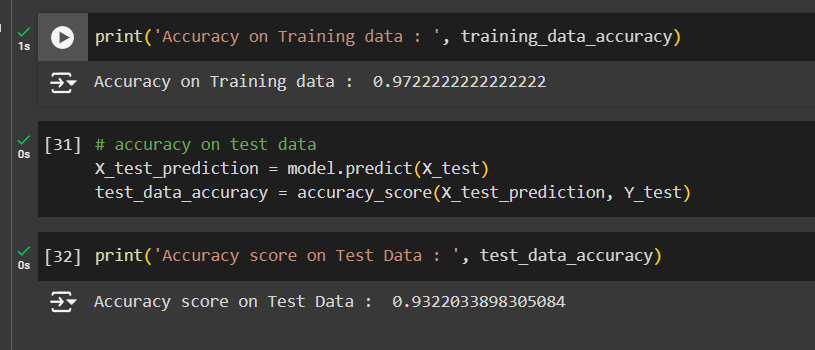 print('Accuracy on Training data : ', training_data_accuracy)
1s
Accuracy on Training data :  0.9722222222222222
[31] # accuracy on test data
0s
X_test_prediction = model.predict(X_test)
test_data_accuracy = accuracy_score(X_test_prediction, Y_test)
[32] print('Accuracy score on Test Data : ', test_data_accuracy)
0s
Accuracy score on Test Data :  0.9322033898305084